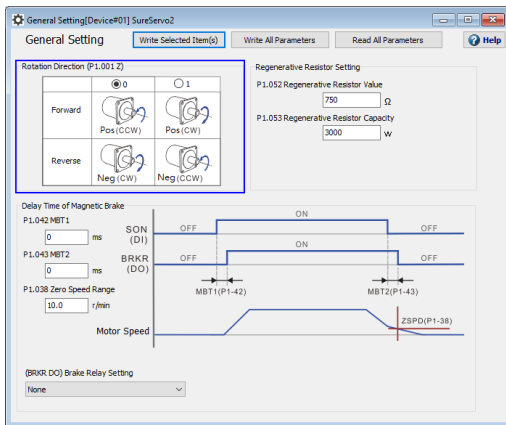 General Setting[Device#01] SureServo2
General Setting
Write Selected Item(s)
Write All Parameters
Read All Parameters
Help
Rotation Direction (P1.001 Z)
0
1
Forward
Pos(CCW)
Pos(CW)
Reverse
Neg(CW)
Neg(CCW)
Regenerative Resistor Setting
P1.052 Regenerative Resistor Value
750 Ω
P1.053 Regenerative Resistor Capacity
3000 w
Delay Time of Magnetic Brake
P1.042 MBT1
0 ms
P1.043 MBT2
0 ms
P1.038 Zero Speed Range
10.0 r/min
SON
(DI)
OFF
ON
OFF
BRKR
(DO)
OFF
ON
OFF
MBT1(P1-42)
MBT2(P1-43)
Motor Speed
ZSPD(P1-38)
(BRKR DO) Brake Relay Setting
None